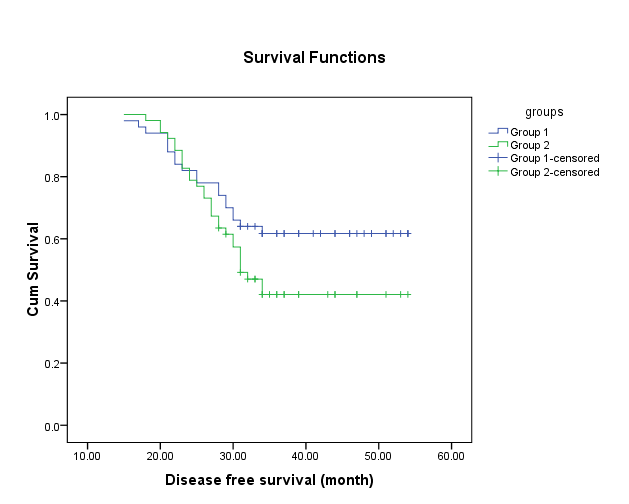 Survival Functions
groups
Group 1
Group 2
Group 1-censored
Group 2-censored
Cum Survival
1.0
0.8
0.6
0.4
0.2
0.0
10.00 20.00 30.00 40.00 50.00 60.00
Disease free survival (month)